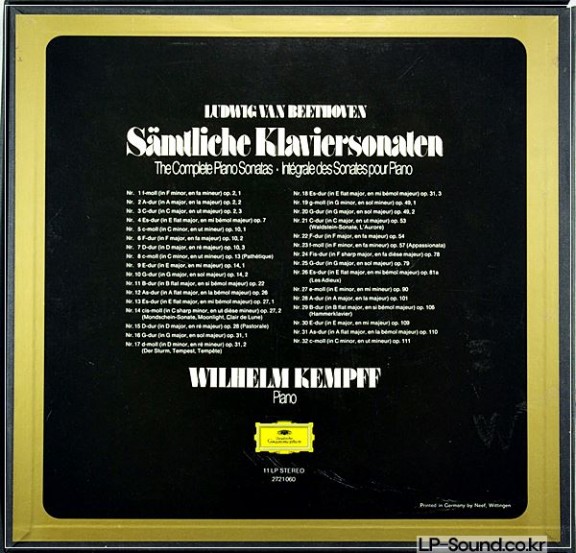 LUDWIG VAN BEETHOVEN
Sämtliche Klaviersonaten
The Complete Piano Sonatas · Intégrale des Sonates pour Piano
Nr. 1 f-moll (in F minor, en fa mineur) op. 2, 1
Nr. 2 A-dur (in A major, en la majeur) op. 2, 2
Nr. 3 C-dur (in C major, en ut majeur) op. 2, 3
Nr. 4 Es-dur (in E flat major, en mi bémol majeur) op. 7
Nr. 5 c-moll (in C minor, en ut mineur) op. 10, 1
Nr. 6 F-dur (in F major, en fa majeur) op. 10, 2
Nr. 7 D-dur (in D major, en ré majeur) op. 10, 3
Nr. 8 c-moll (in C minor, en ut mineur) op. 13 (Pathétique)
Nr. 9 E-dur (in E major, en mi majeur) op. 14, 1
Nr. 10 G-dur (in G major, en sol majeur) op. 14, 2
Nr. 11 B-dur (in B flat major, en si bémol majeur) op. 22
Nr. 12 As-dur (in A flat major, en la bémol majeur) op. 26
Nr. 13 Es-dur (in E flat major, en mi bémol majeur) op. 27, 1
Nr. 14 cis-moll (in C sharp minor, en ut dièse mineur) op. 27, 2
(Mondschein-Sonate, Moonlight, Clair de Lune)
Nr. 15 D-dur (in D major, en ré majeur) op. 28 (Pastorale)
Nr. 16 G-dur (in G major, en sol majeur) op. 31, 1
Nr. 17 d-moll (in D minor, en ré mineur) op. 31, 2
(Der Sturm, Tempest, Tempête)
Nr. 18 Es-dur (in E flat major, en mi bémol majeur) op. 31, 3
Nr. 19 g-moll (in G minor, en sol mineur) op. 49, 1
Nr. 20 G-dur (in G major, en sol majeur) op. 49, 2
Nr. 21 C-dur (in C major, en ut majeur) op. 53
(Waldstein-Sonate, L'Aurore)
Nr. 22 F-dur (in F major, en fa majeur) op. 54
Nr. 23 f-moll (in F minor, en fa mineur) op. 57 (Appassionata)
Nr. 24 Fis-dur (in F sharp major, en fa dièse majeur) op. 78
Nr. 25 G-dur (in G major, en sol majeur) op. 79
Nr. 26 Es-dur (in E flat major, en mi bémol majeur) op. 81a
(Les Adieux)
Nr. 27 e-moll (in E minor, en mi mineur) op. 90
Nr. 28 A-dur (in A major, en la majeur) op. 101
Nr. 29 B-dur (in B flat major, en si bémol majeur) op. 106
(Hammerklavier)
Nr. 30 E-dur (in E major, en mi majeur) op. 109
Nr. 31 As-dur (in A flat major, en la bémol majeur) op. 110
Nr. 32 c-moll (in C minor, en ut mineur) op. 111
WILHELM KEMPFF
Piano
Deutsche
Grammophon
11 LP STEREO
2721 060
Printed in Germany by Neef, Wittingen
LP-Sound.co.kr